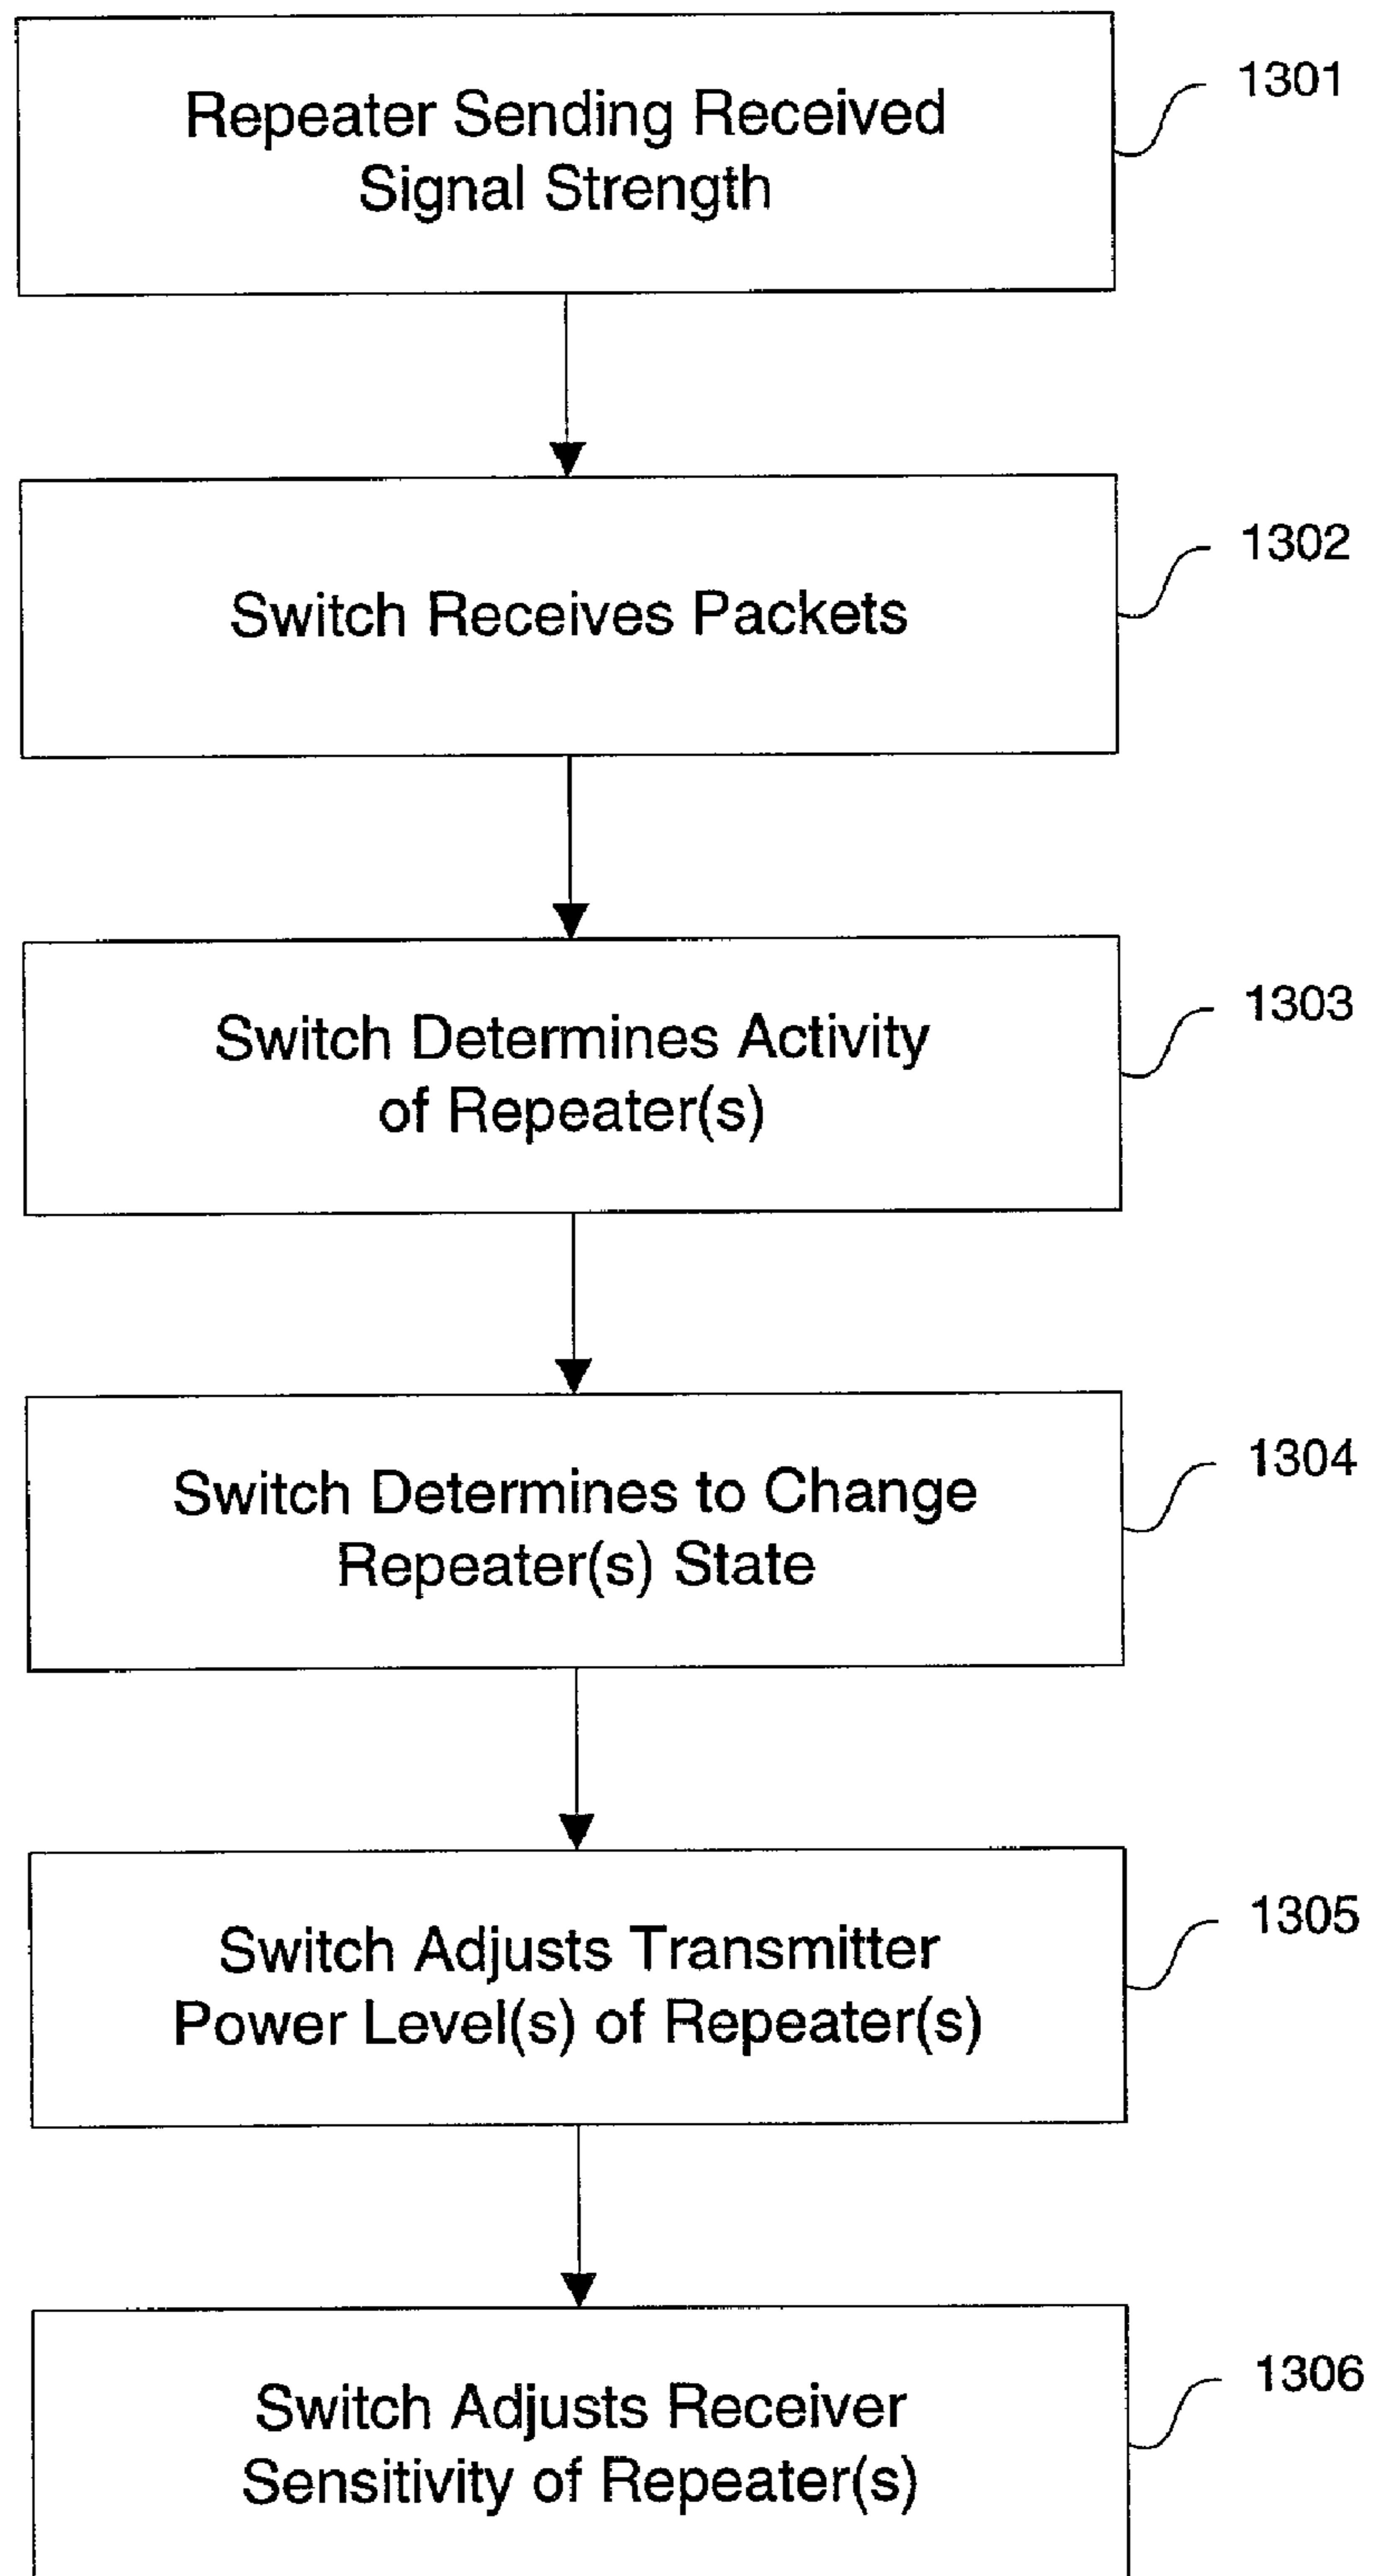 Repeater Sending Received
Signal Strength
1301
Switch Receives Packets
1302
Switch Determines Activity
of Repeater(s)
1303
Switch Determines to Change
Repeater(s) State
1304
Switch Adjusts Transmitter
Power Level(s) of Repeater(s)
1305
Switch Adjusts Receiver
Sensitivity of Repeater(s)
1306